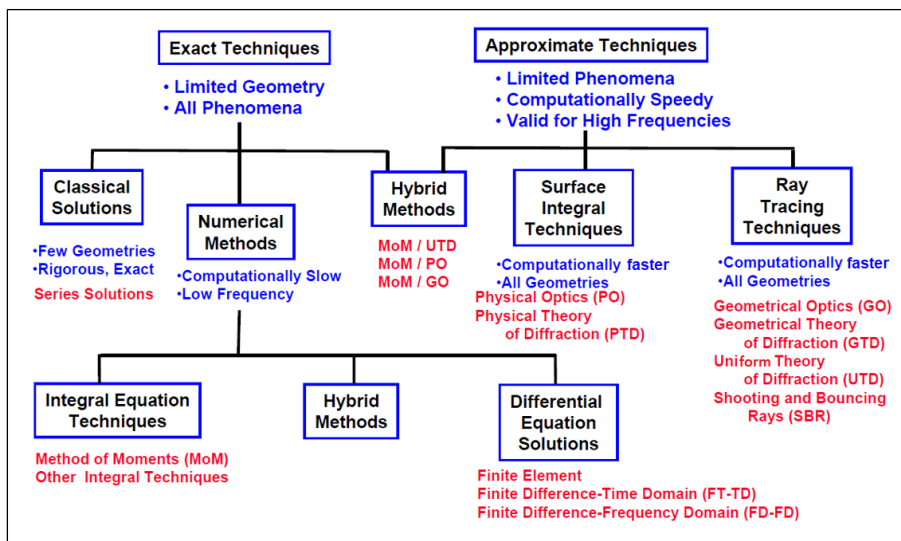 Exact Techniques
• Limited Geometry
• All Phenomena
Approximate Techniques
• Limited Phenomena
• Computationally Speedy
• Valid for High Frequencies
Classical
Solutions
•Few Geometries
•Rigorous, Exact
Series Solutions
Numerical
Methods
•Computationally Slow
•Low Frequency
Hybrid
Methods
MoM / UTD
MoM / PO
MoM / GO
Surface
Integral
Techniques
•Computationally faster
•All Geometries
Physical Optics (PO)
Physical Theory
of Diffraction (PTD)
Ray
Tracing
Techniques
•Computationally faster
•All Geometries
Geometrical Optics (GO)
Geometrical Theory
of Diffraction (GTD)
Uniform Theory
of Diffraction (UTD)
Shooting and Bouncing
Rays (SBR)
Integral Equation
Techniques
Method of Moments (MoM)
Other Integral Techniques
Hybrid
Methods
Differential
Equation
Solutions
Finite Element
Finite Difference-Time Domain (FT-TD)
Finite Difference-Frequency Domain (FD-FD)